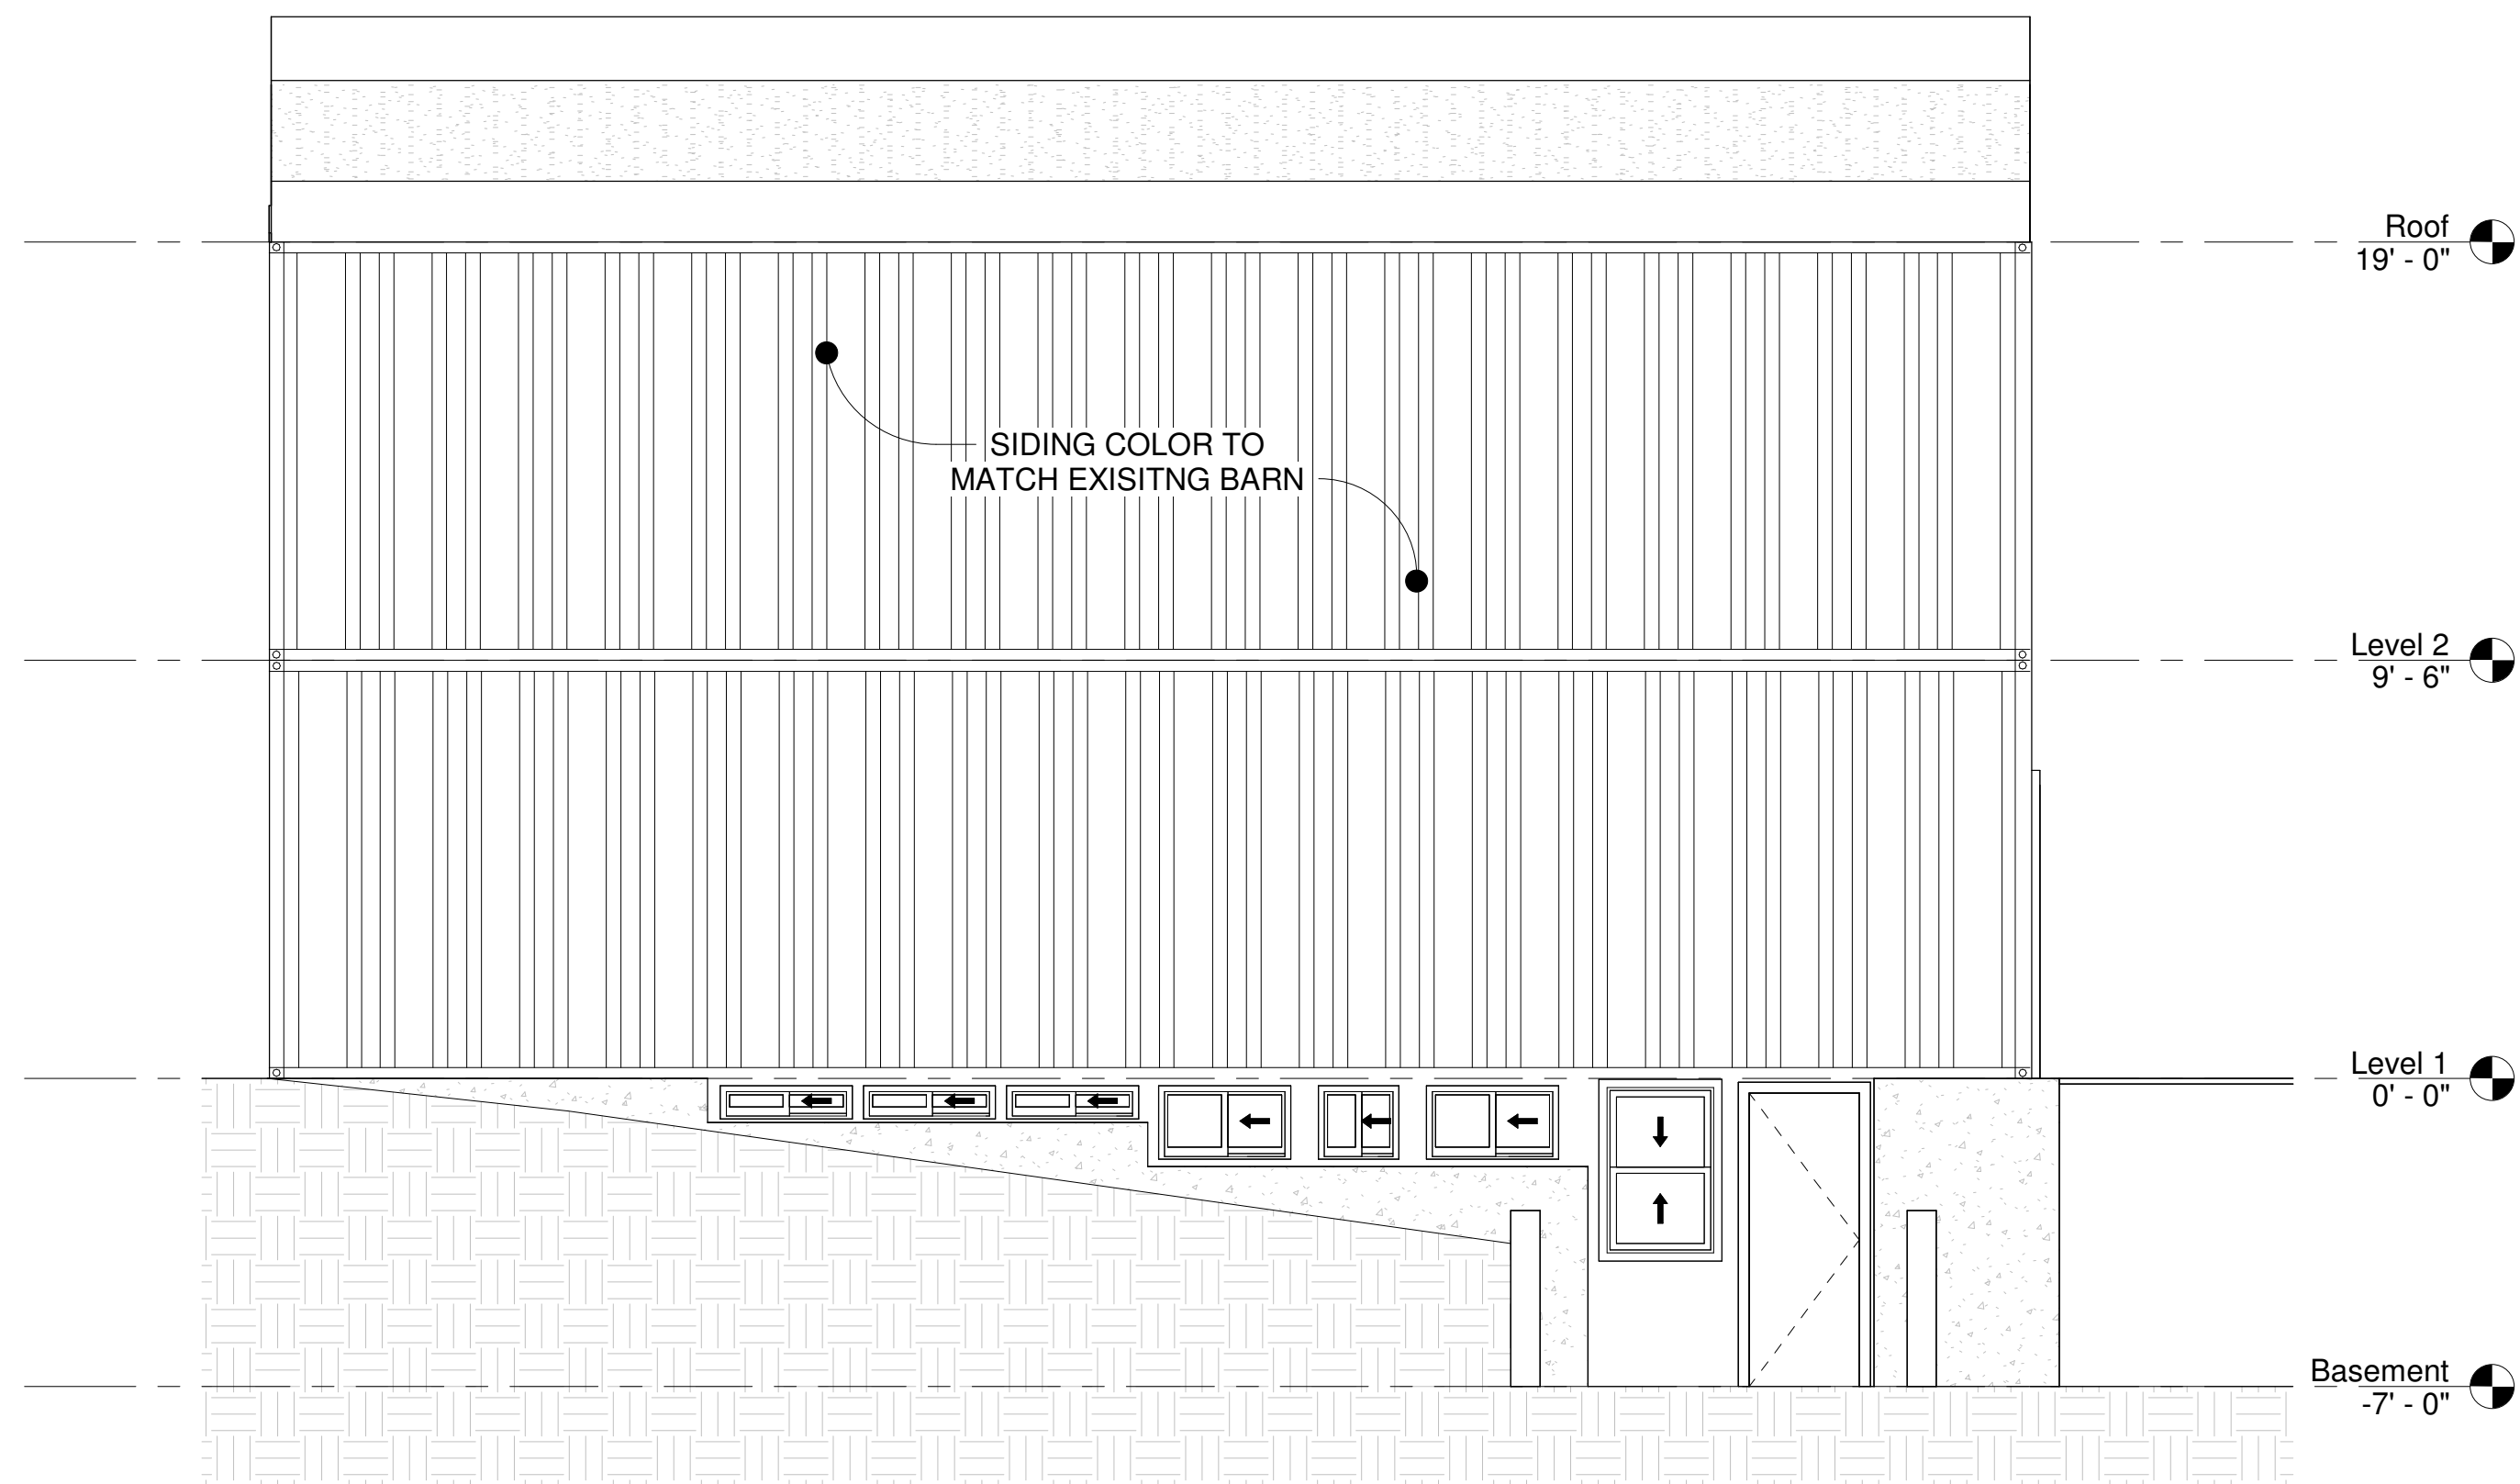 Roof
19' - 0"
SIDING COLOR TO
MATCH EXISITNG BARN
Level 2
9' - 6"
Level 1
0' - 0"
Basement
-7' - 0"